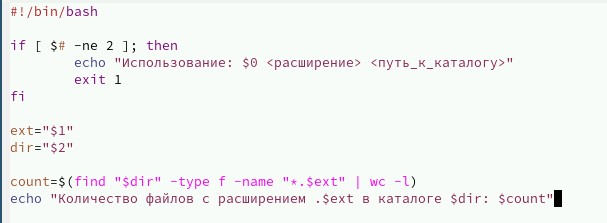 #!/bin/bash
if [ $# -ne 2 ]; then
echo "Использование: $0 <расширение> <путь_к_каталогу>"
exit 1
fi
ext="$1"
dir="$2"
count=$(find "$dir" -type f -name "*.$ext" | wc -l)
echo "Количество файлов с расширением .$ext в каталоге $dir: $count"